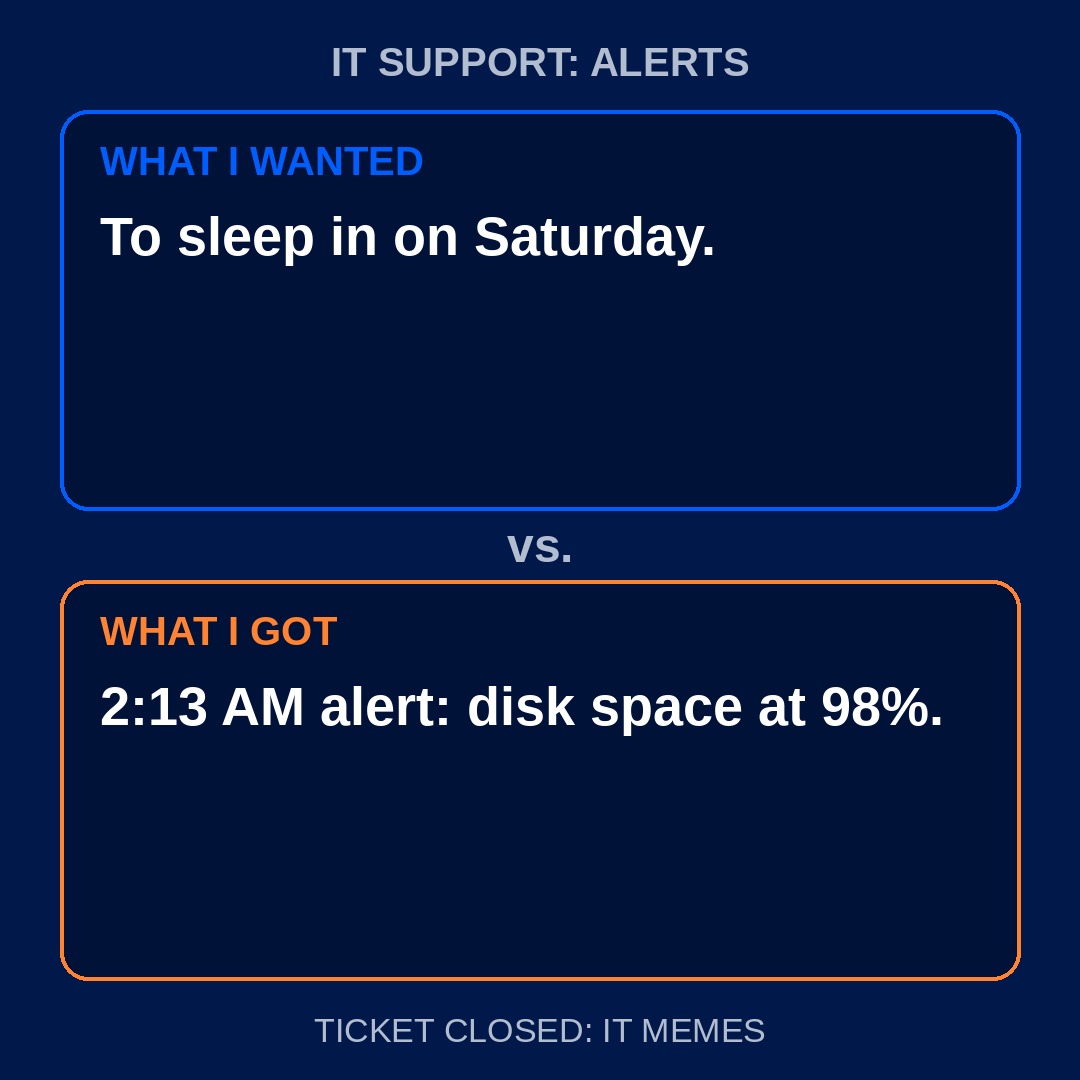 IT SUPPORT: ALERTS
WHAT I WANTED
To sleep in on Saturday.
vs.
WHAT I GOT
2:13 AM alert: disk space at 98%.
TICKET CLOSED: IT MEMES